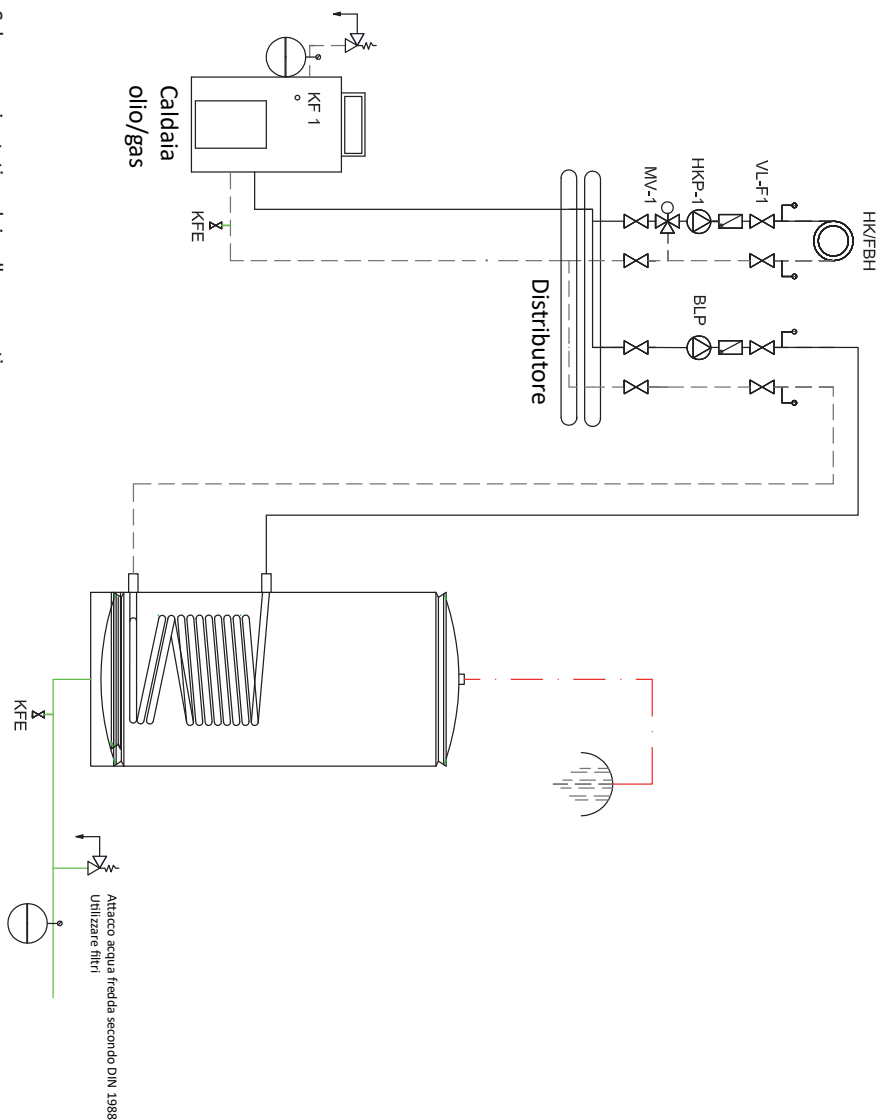 HK/FBH
VL-F1
HKP-1
MV-1
BLP
Distributore
KF 1
Caldaia
olio/gas
KFE
KFE
Attacco acqua fredda secondo DIN 1988
Utilizzare filtri